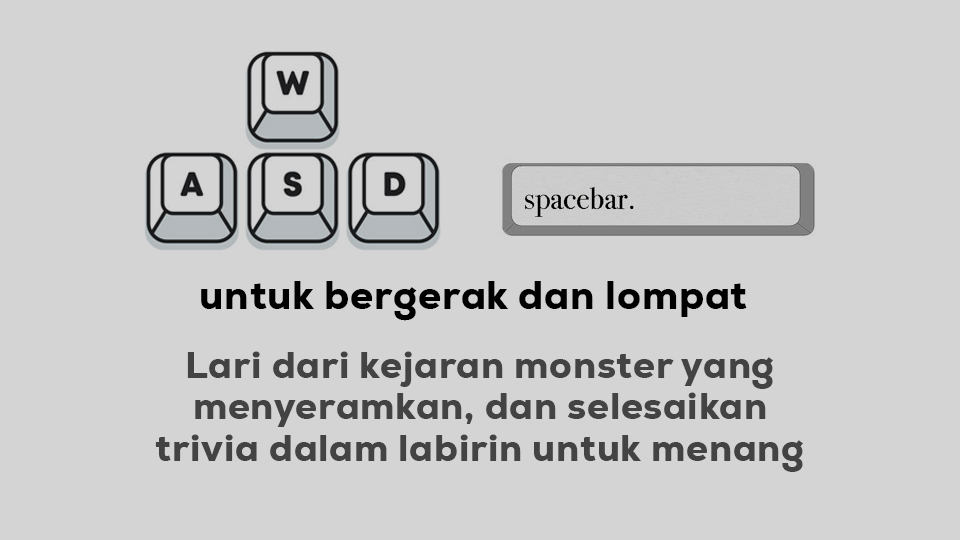 W
A S D
spacebar.
untuk bergerak dan lompat
Lari dari kejaran monster yang
menyeramkan, dan selesaikan
trivia dalam labirin untuk menang